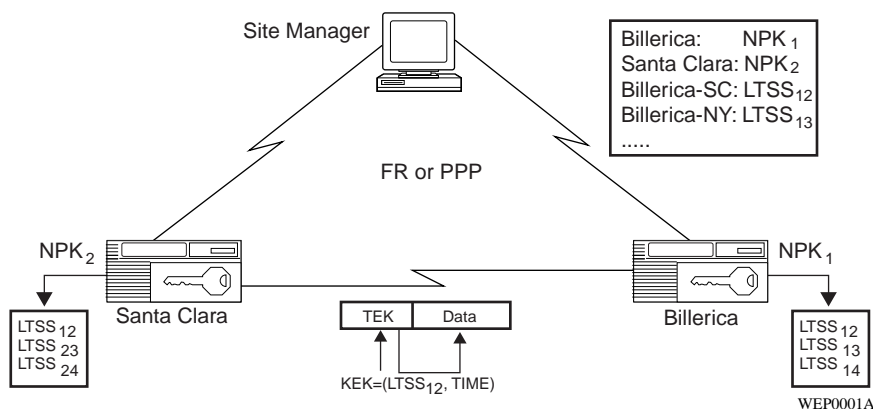 Site Manager
Billerica: NPK1
Santa Clara: NPK2
Billerica-SC: LTSS12
Billerica-NY: LTSS13
.....
FR or PPP
NPK2
NPK1
Santa Clara
Billerica
LTSS12
LTSS23
LTSS24
TEK Data
KEK=(LTSS12, TIME)
LTSS12
LTSS13
LTSS14
WEP0001A